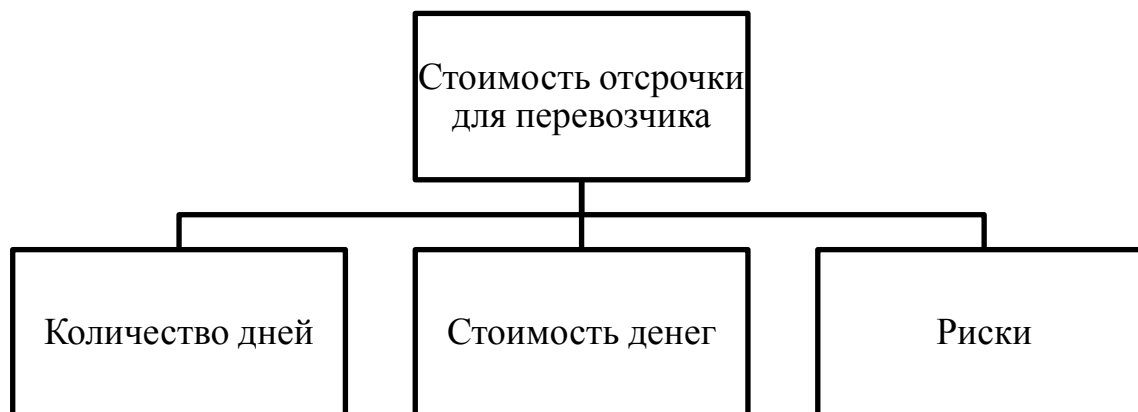 Стоимость отсрочки
для перевозчика
Количество дней
Стоимость денег
Риски